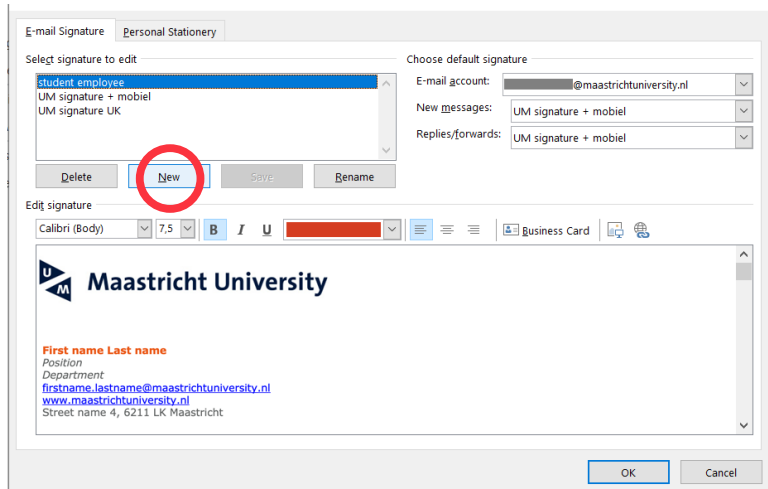 E-mail Signature Personal Stationery
Select signature to edit Choose default signature
student employee
UM signature + mobiel
UM signature UK
E-mail account: @maastrichtuniversity.nl
New messages: UM signature + mobiel
Replies/forwards: UM signature + mobiel
Delete New Save Rename
Edit signature
Calibri (Body) 7,5 B I U Business Card
UM Maastricht University
First name Last name
Position
Department
firstname.lastname@maastrichtuniversity.nl
www.maastrichtuniversity.nl
Street name 4, 6211 LK Maastricht
OK Cancel